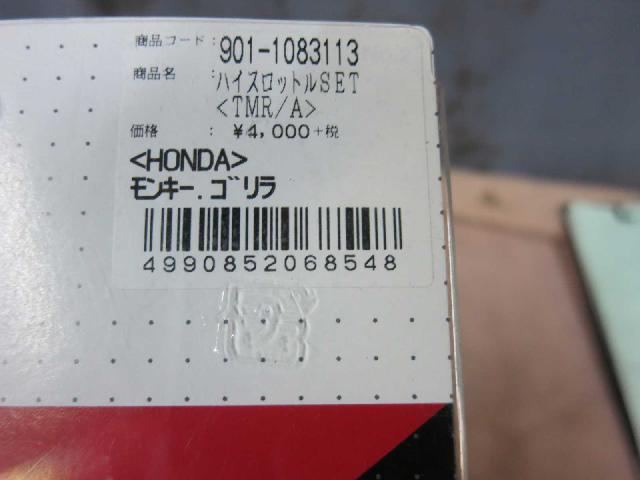 商品コード : 901-1083113
商品名 : ハイスロットルSET
<TMR/A>
価格 : ¥4,000+税
<HONDA>
モンキー.ゴリラ
4990852068548